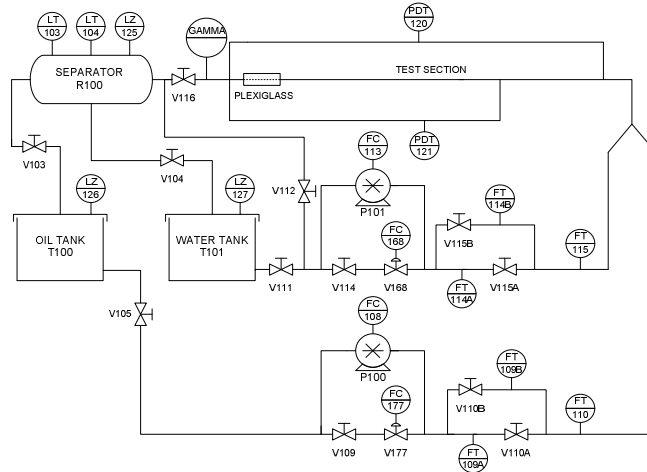 LT
103
LT
104
LZ
125
GAMMA
PDT
120
SEPARATOR
R100
V116
PLEXIGLASS
TEST SECTION
PDT
121
V103
V104
LZ
126
LZ
127
V112
FC
113
P101
FC
168
FT
114B
V115B
FT
115
OIL TANK
T100
WATER TANK
T101
V111
V114
V168
FT
114A
V115A
V105
FC
108
P100
FC
177
FT
109B
V110B
FT
110
V109
V177
FT
109A
V110A